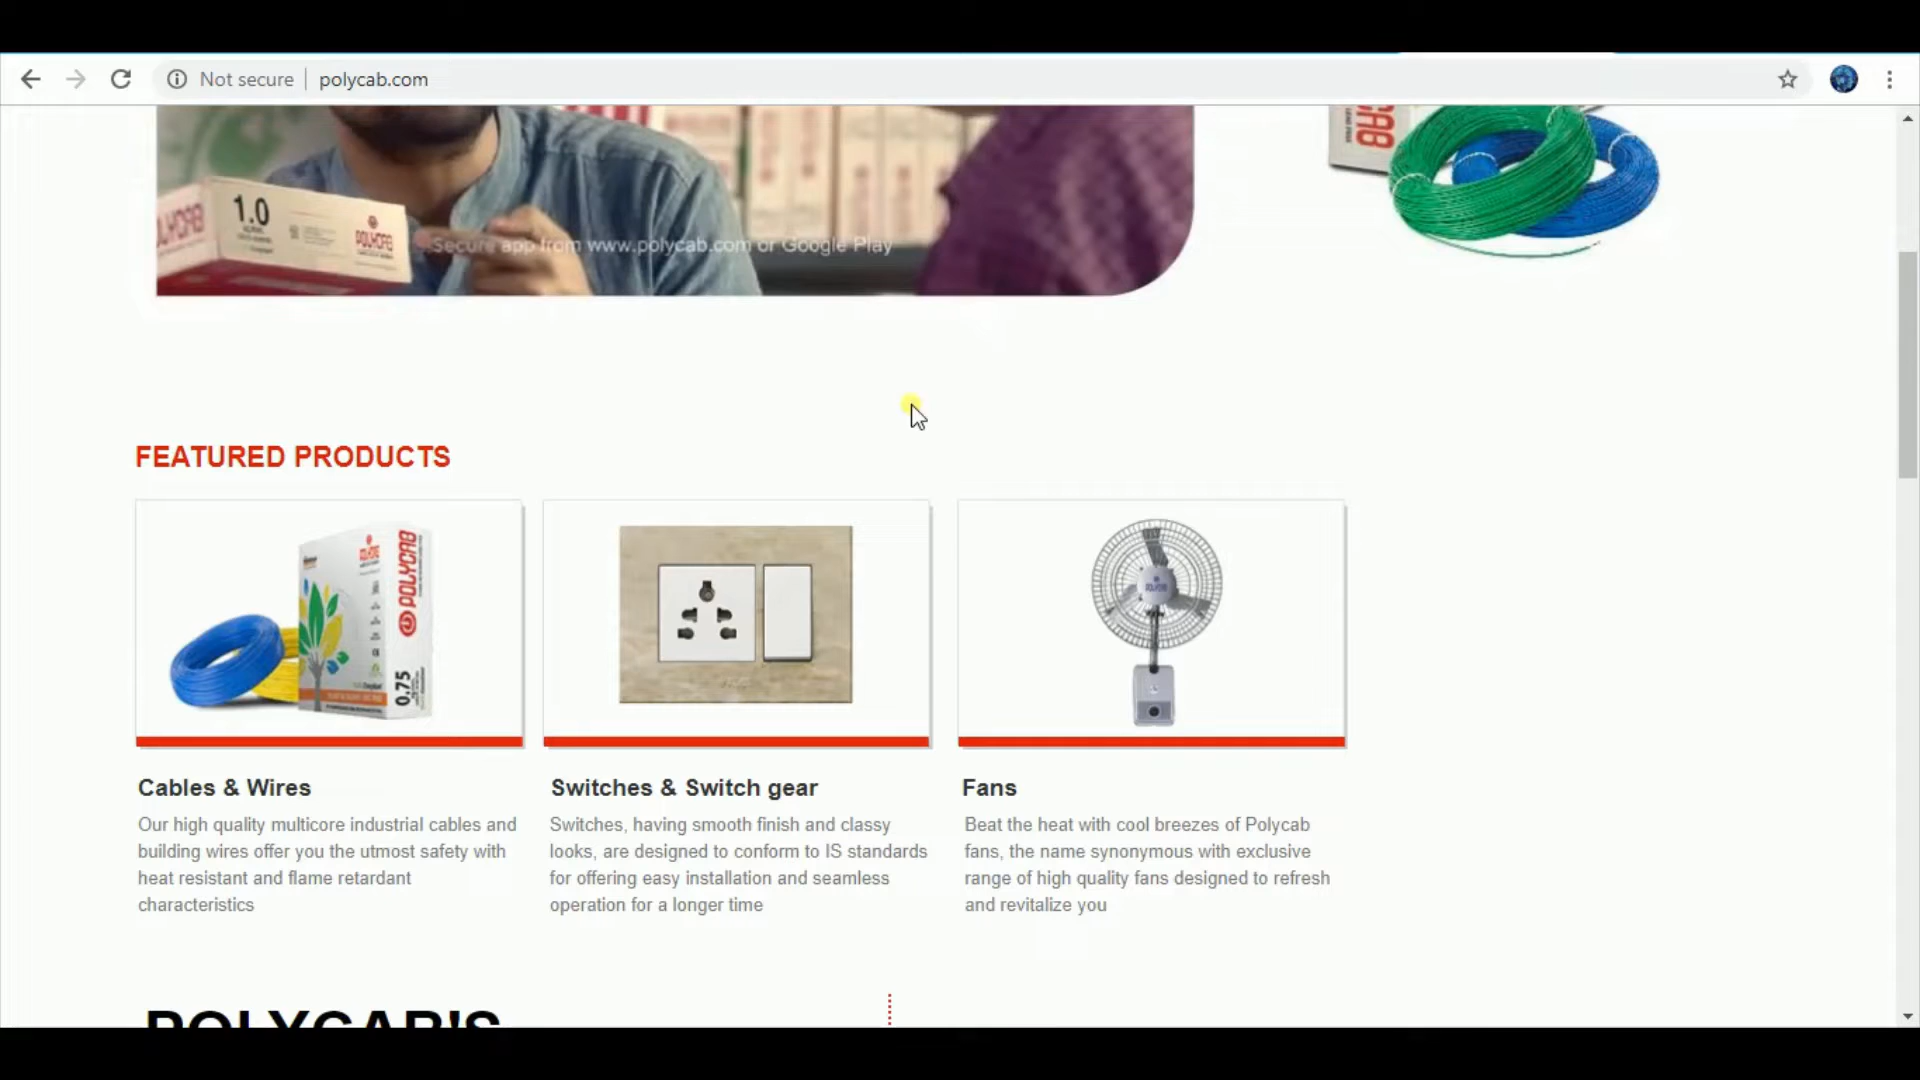 Not secure polycab.com
CAB
1.0
POLYCAB
Secure app from www.polycab.com or Google Play
FEATURED PRODUCTS
POLYCAB
0.75
Cables & Wires
Our high quality multicore industrial cables and
building wires offer you the utmost safety with
heat resistant and flame retardant
characteristics
Switches & Switch gear
Switches, having smooth finish and classy
looks, are designed to conform to IS standards
for offering easy installation and seamless
operation for a longer time
Fans
Beat the heat with cool breezes of Polycab
fans, the name synonymous with exclusive
range of high quality fans designed to refresh
and revitalize you
POLYCAB'S